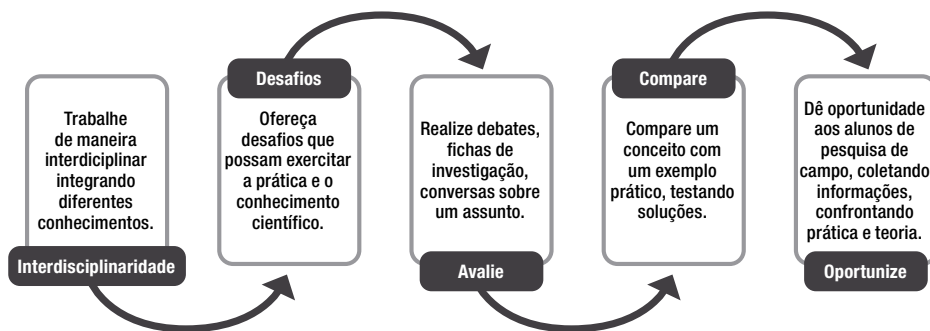 Trabalhe
de maneira
interdiciplinar
integrando
diferentes
conhecimentos.
Interdisciplinaridade
Desafios
Ofereça
desafios que
possam exercitar
a prática e o
conhecimento
científico.
Realize debates,
fichas de
investigação,
conversas sobre
um assunto.
Avalie
Compare
Compare um
conceito com
um exemplo
prático, testando
soluções.
Dê oportunidade
aos alunos de
pesquisa de
campo, coletando
informações,
confrontando
prática e teoria.
Oportunize